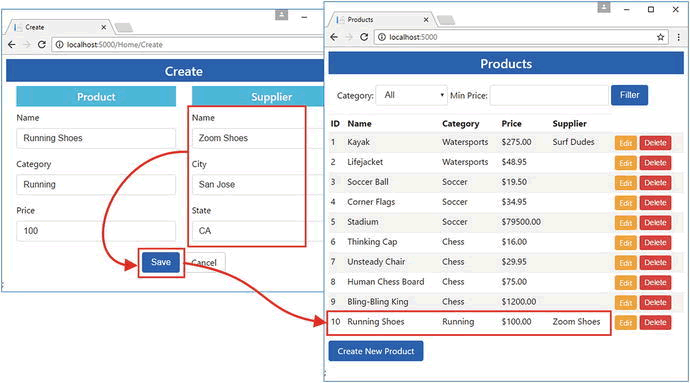 Create
localhost:5000/Home/Create
Create
Product
Supplier
Name
Name
Running Shoes
Zoom Shoes
Category
City
Running
San Jose
Price
State
100
CA
Save
Cancel
Products
localhost:5000
Products
Category: All Min Price: Filter
ID Name Category Price Supplier
1 Kayak Watersports $275.00 Surf Dudes Edit Delete
2 Lifejacket Watersports $48.95 Edit Delete
3 Soccer Ball Soccer $19.50 Edit Delete
4 Corner Flags Soccer $34.95 Edit Delete
5 Stadium Soccer $79500.00 Edit Delete
6 Thinking Cap Chess $16.00 Edit Delete
7 Unsteady Chair Chess $29.95 Edit Delete
8 Human Chess Board Chess $75.00 Edit Delete
9 Bling-Bling King Chess $1200.00 Edit Delete
10 Running Shoes Running $100.00 Zoom Shoes Edit Delete
Create New Product